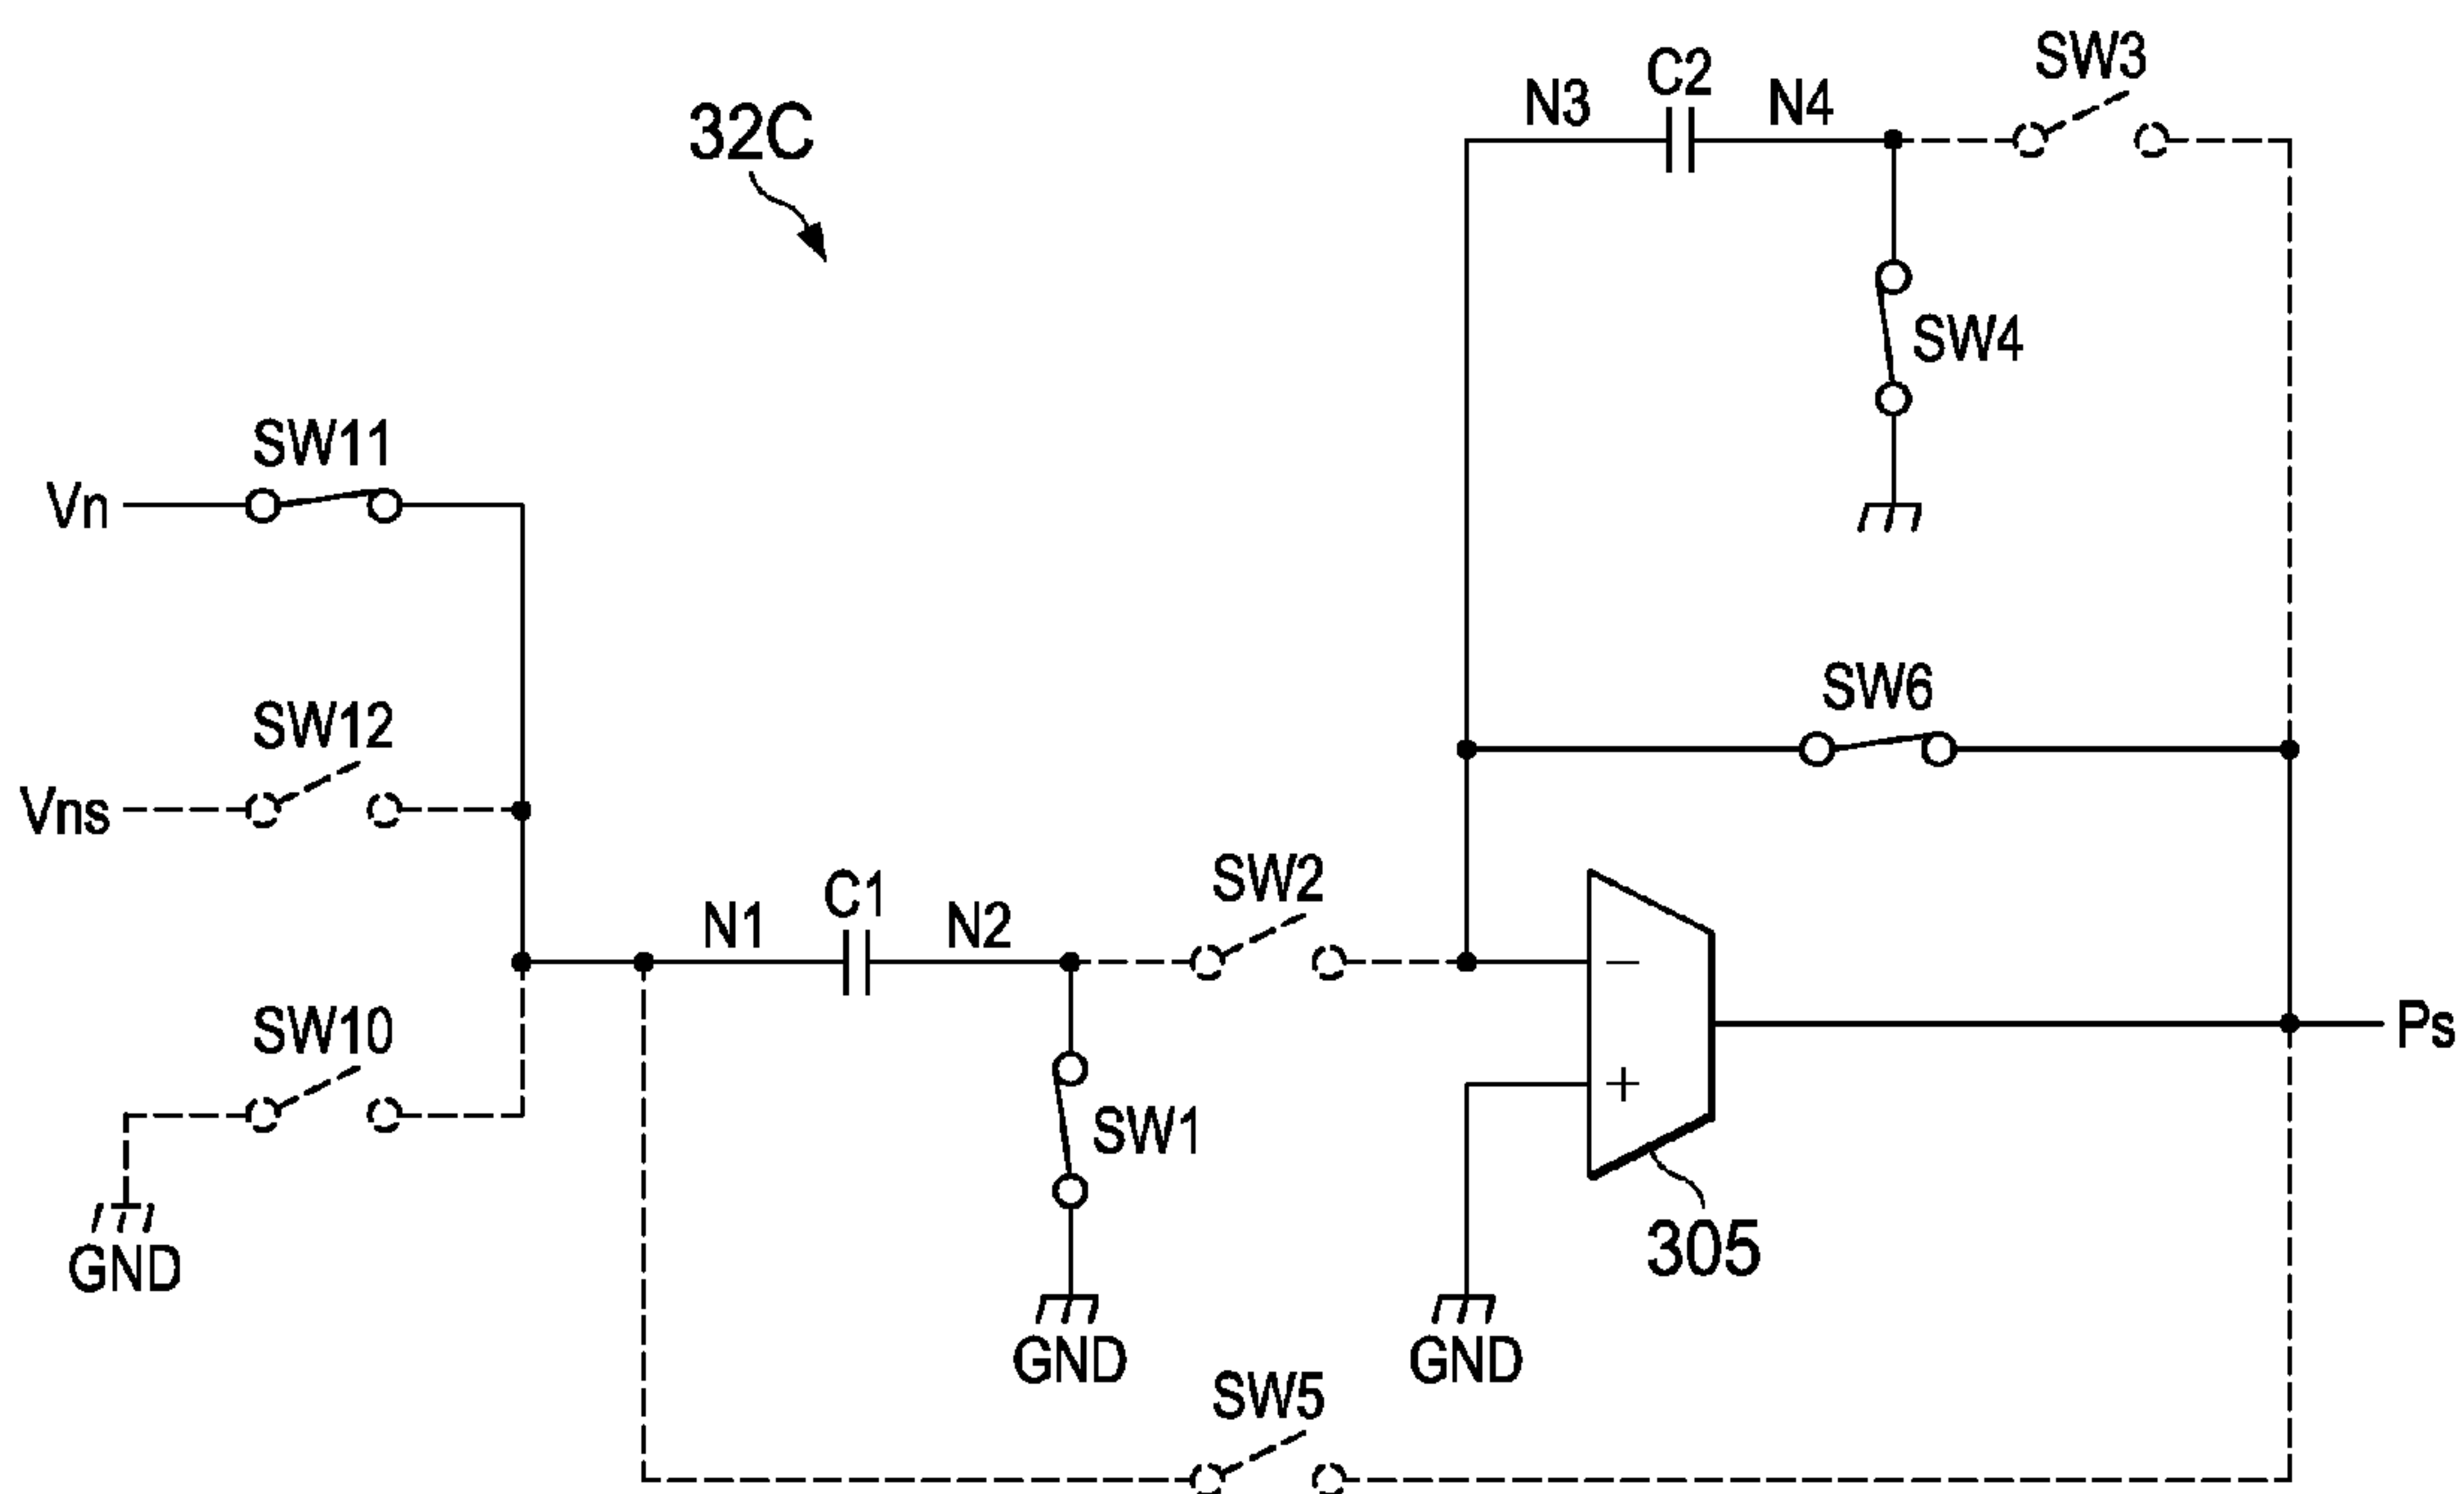 SW3
C2
N3
N4
32C
SW4
SW11
Vn
SW6
SW12
Vns
SW2
C1
N1
N2
−
SW10
Ps
+
SW1
305
GND
GND
GND
SW5